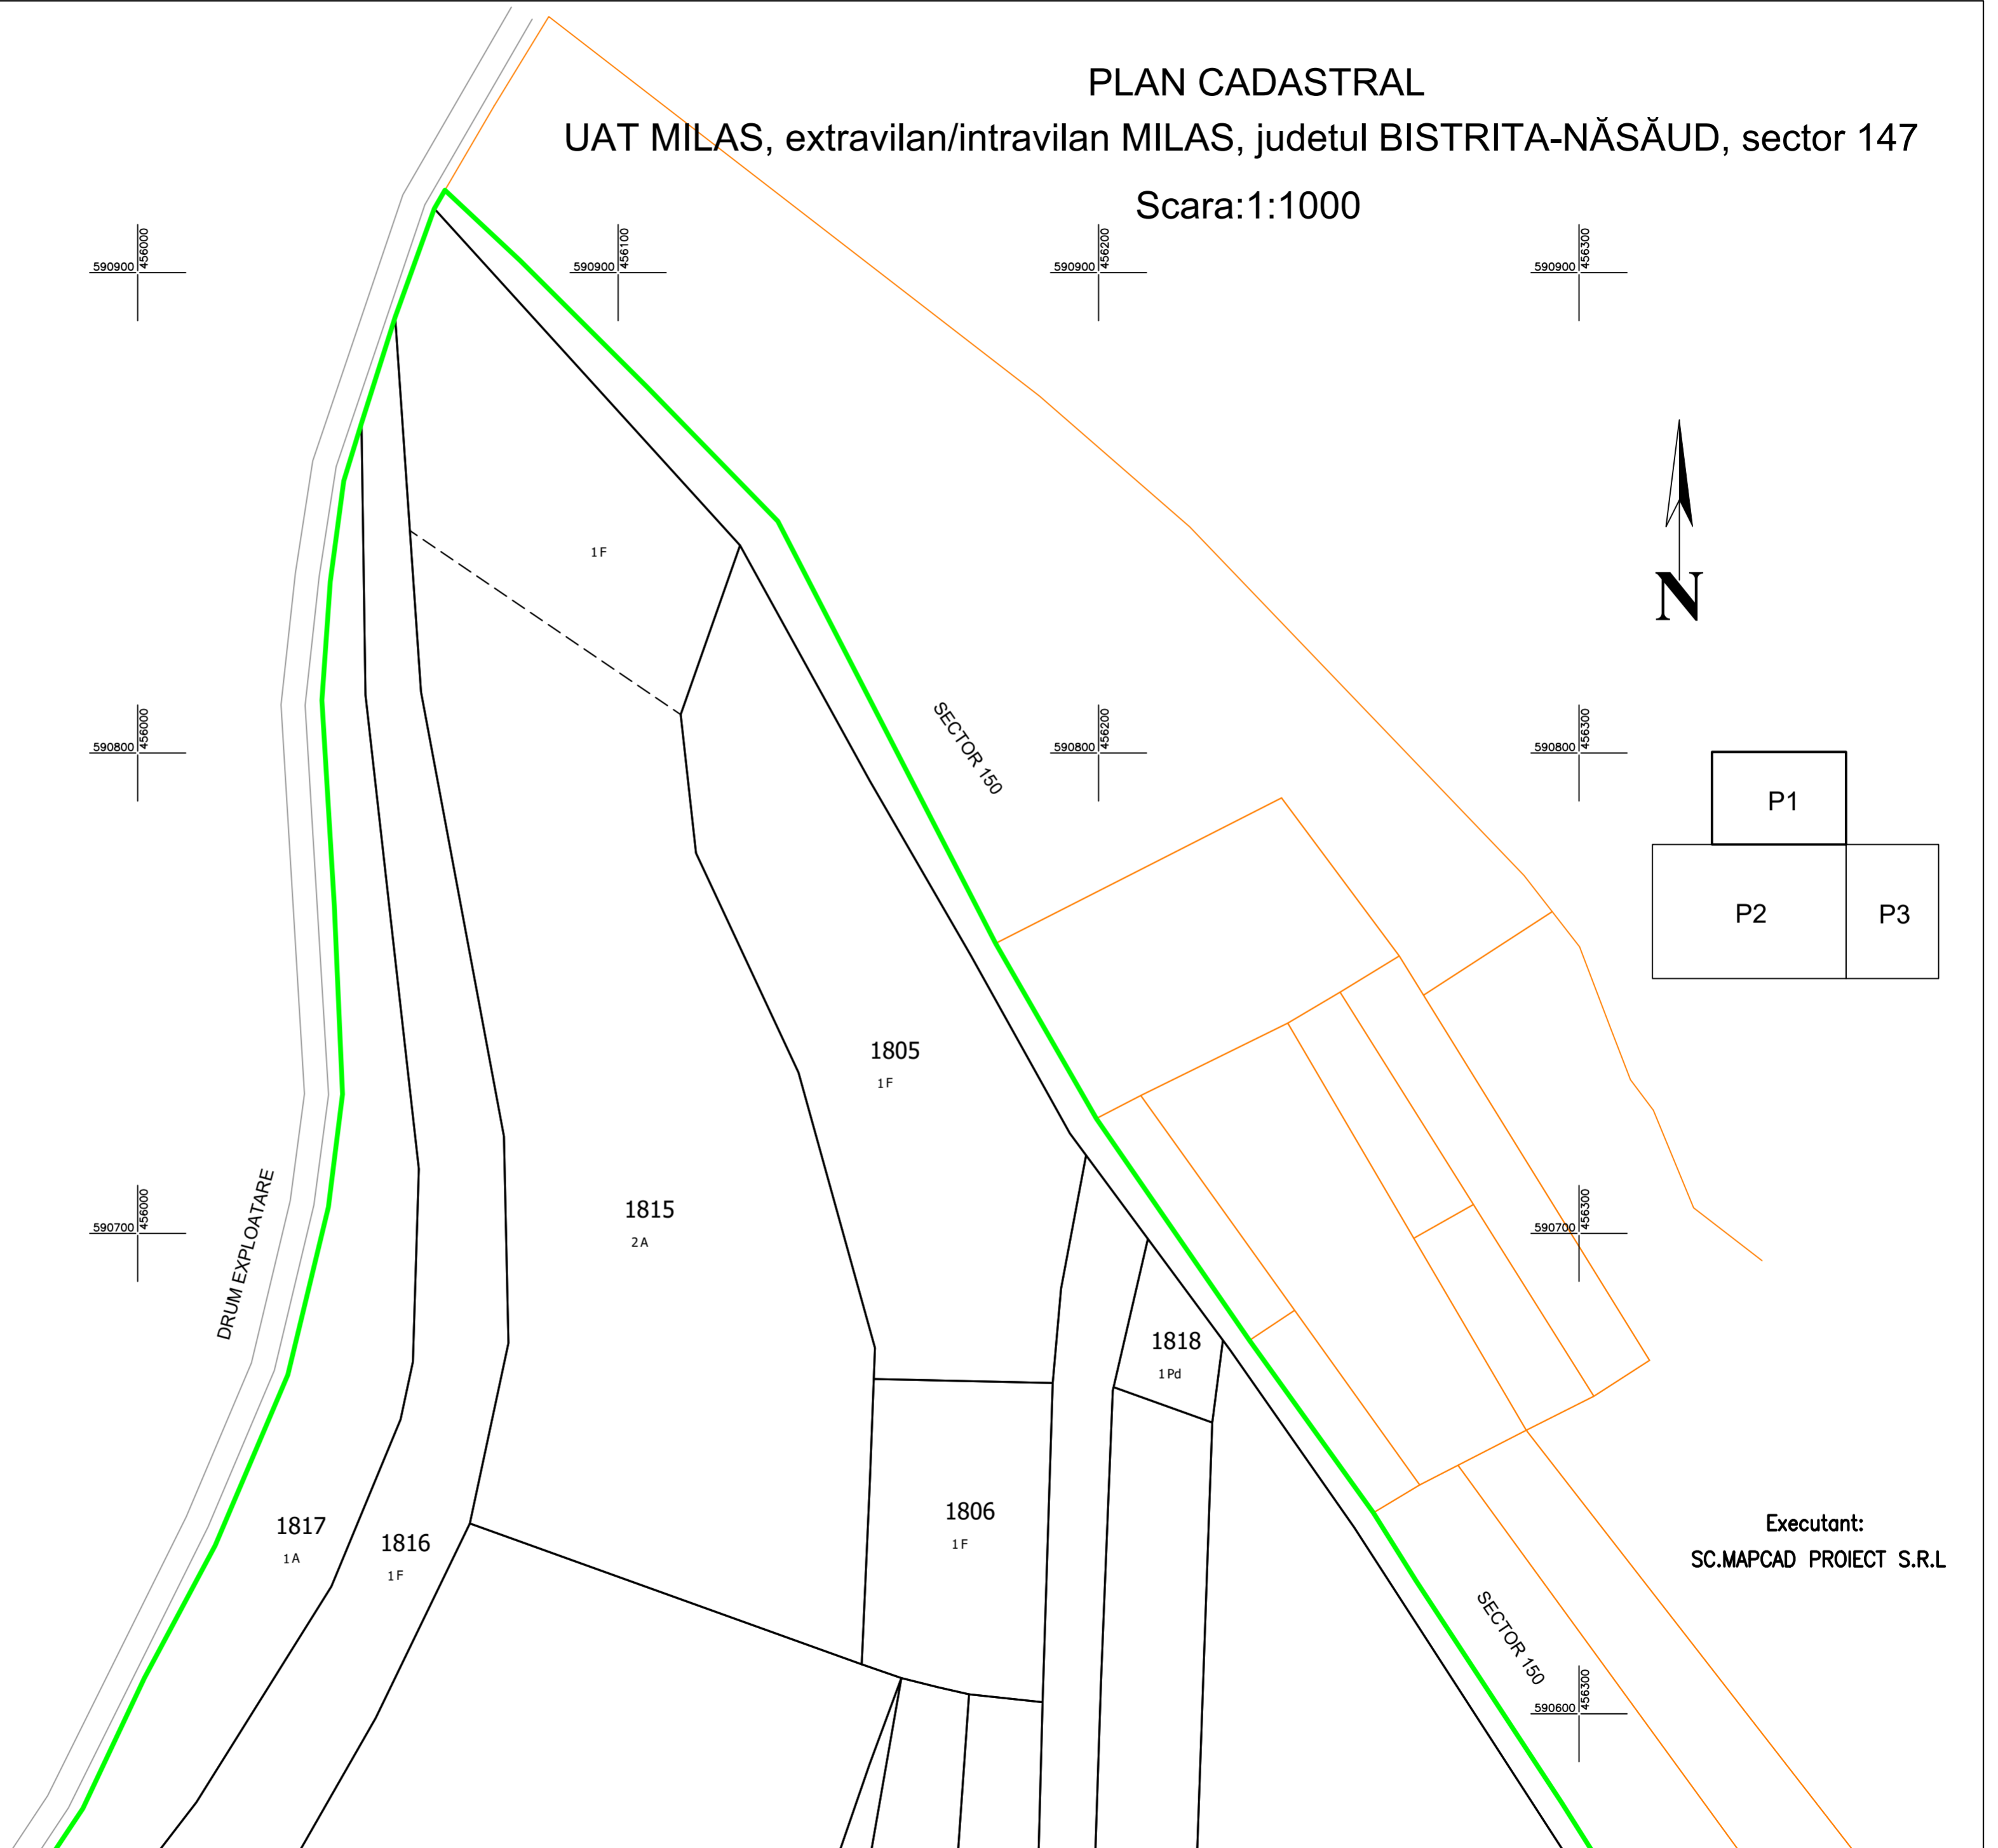 PLAN CADASTRAL
UAT MILAS, extravilan/intravilan MILAS, judetul BISTRITA-NĂSĂUD, sector 147
Scara:1:1000
590900 456000
590900 456100
590900 456200
590900 456300
1 F
N
SECTOR 150
590800 456000
590800 456200
590800 456300
P1
P2
P3
1805
1 F
DRUM EXPLOATARE
590700 456000
1815
2 A
590700 456300
1818
1 Pd
1817
1 A
1816
1 F
1806
1 F
Executant:
SC.MAPCAD PROIECT S.R.L
SECTOR 150
590600 456300